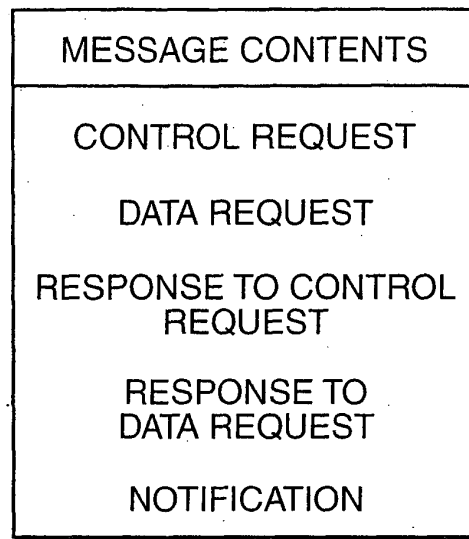 MESSAGE CONTENTS
CONTROL REQUEST
DATA REQUEST
RESPONSE TO CONTROL
REQUEST
RESPONSE TO
DATA REQUEST
NOTIFICATION